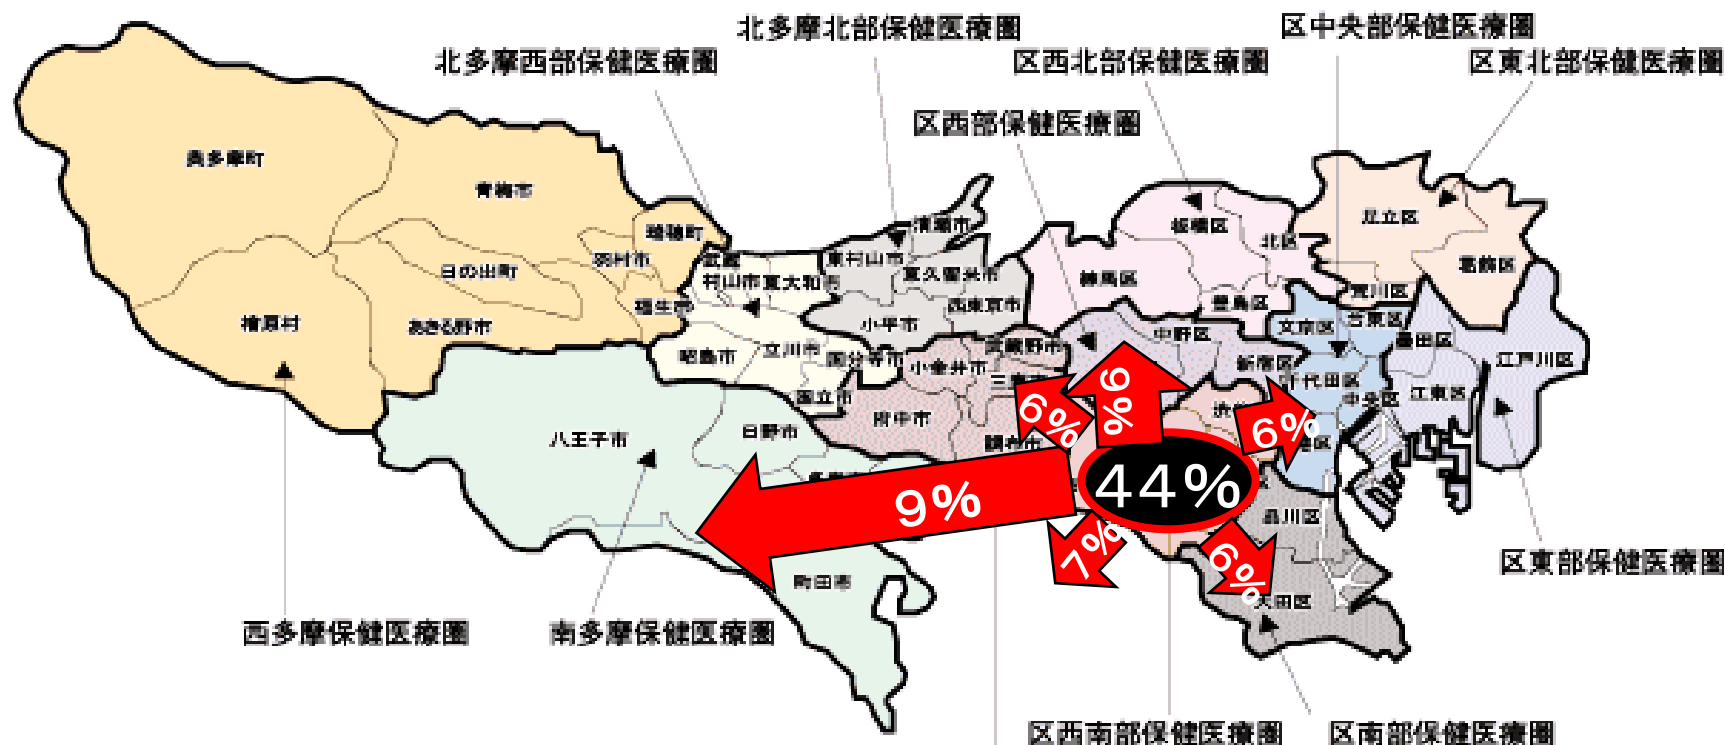 北多摩北部保健医療圏
区中央部保健医療圏
北多摩西部保健医療圏
区西北部保健医療圏
区東北部保健医療圏
区西部保健医療圏
奥多摩町
青梅市
瑞穂町
羽村市
日の出町
福生市
檜原村
あきる野市
武蔵
村山市
東大和市
清瀬市
東村山市
東久留米市
西東京市
小平市
昭島市
立川市
国分寺市
国立市
小金井市
武蔵野市
府中市
調布市
板橋区
北区
練馬区
豊島区
足立区
葛飾区
荒川区
中野区
新宿区
文京区
台東区
墨田区
千代田区
中央区
江東区
江戸川区
品川区
大田区
八王子市
日野市
町田市
6%
9%
6%
44%
9%
7%
6%
区東部保健医療圏
西多摩保健医療圏
南多摩保健医療圏
区西南部保健医療圏
区南部保健医療圏